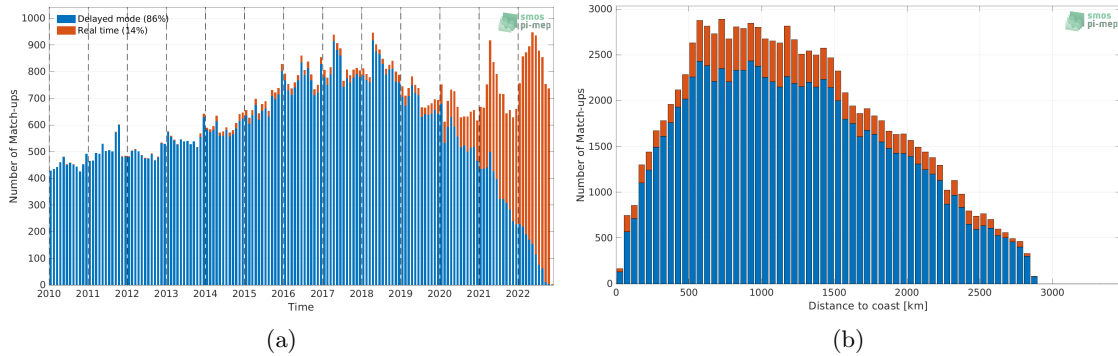 Delayed mode (86%)
Real time (14%)
smos
pi-mep
Number of Match-ups
900
800
700
600
500
400
300
200
100
0
2010 2011 2012 2013 2014 2015 2016 2017 2018 2019 2020 2021 2022
Time
(a)
smos
pi-mep
Number of Match-ups
3000
2500
2000
1500
1000
500
0
0 500 1000 1500 2000 2500 3000
Distance to coast [km]
(b)